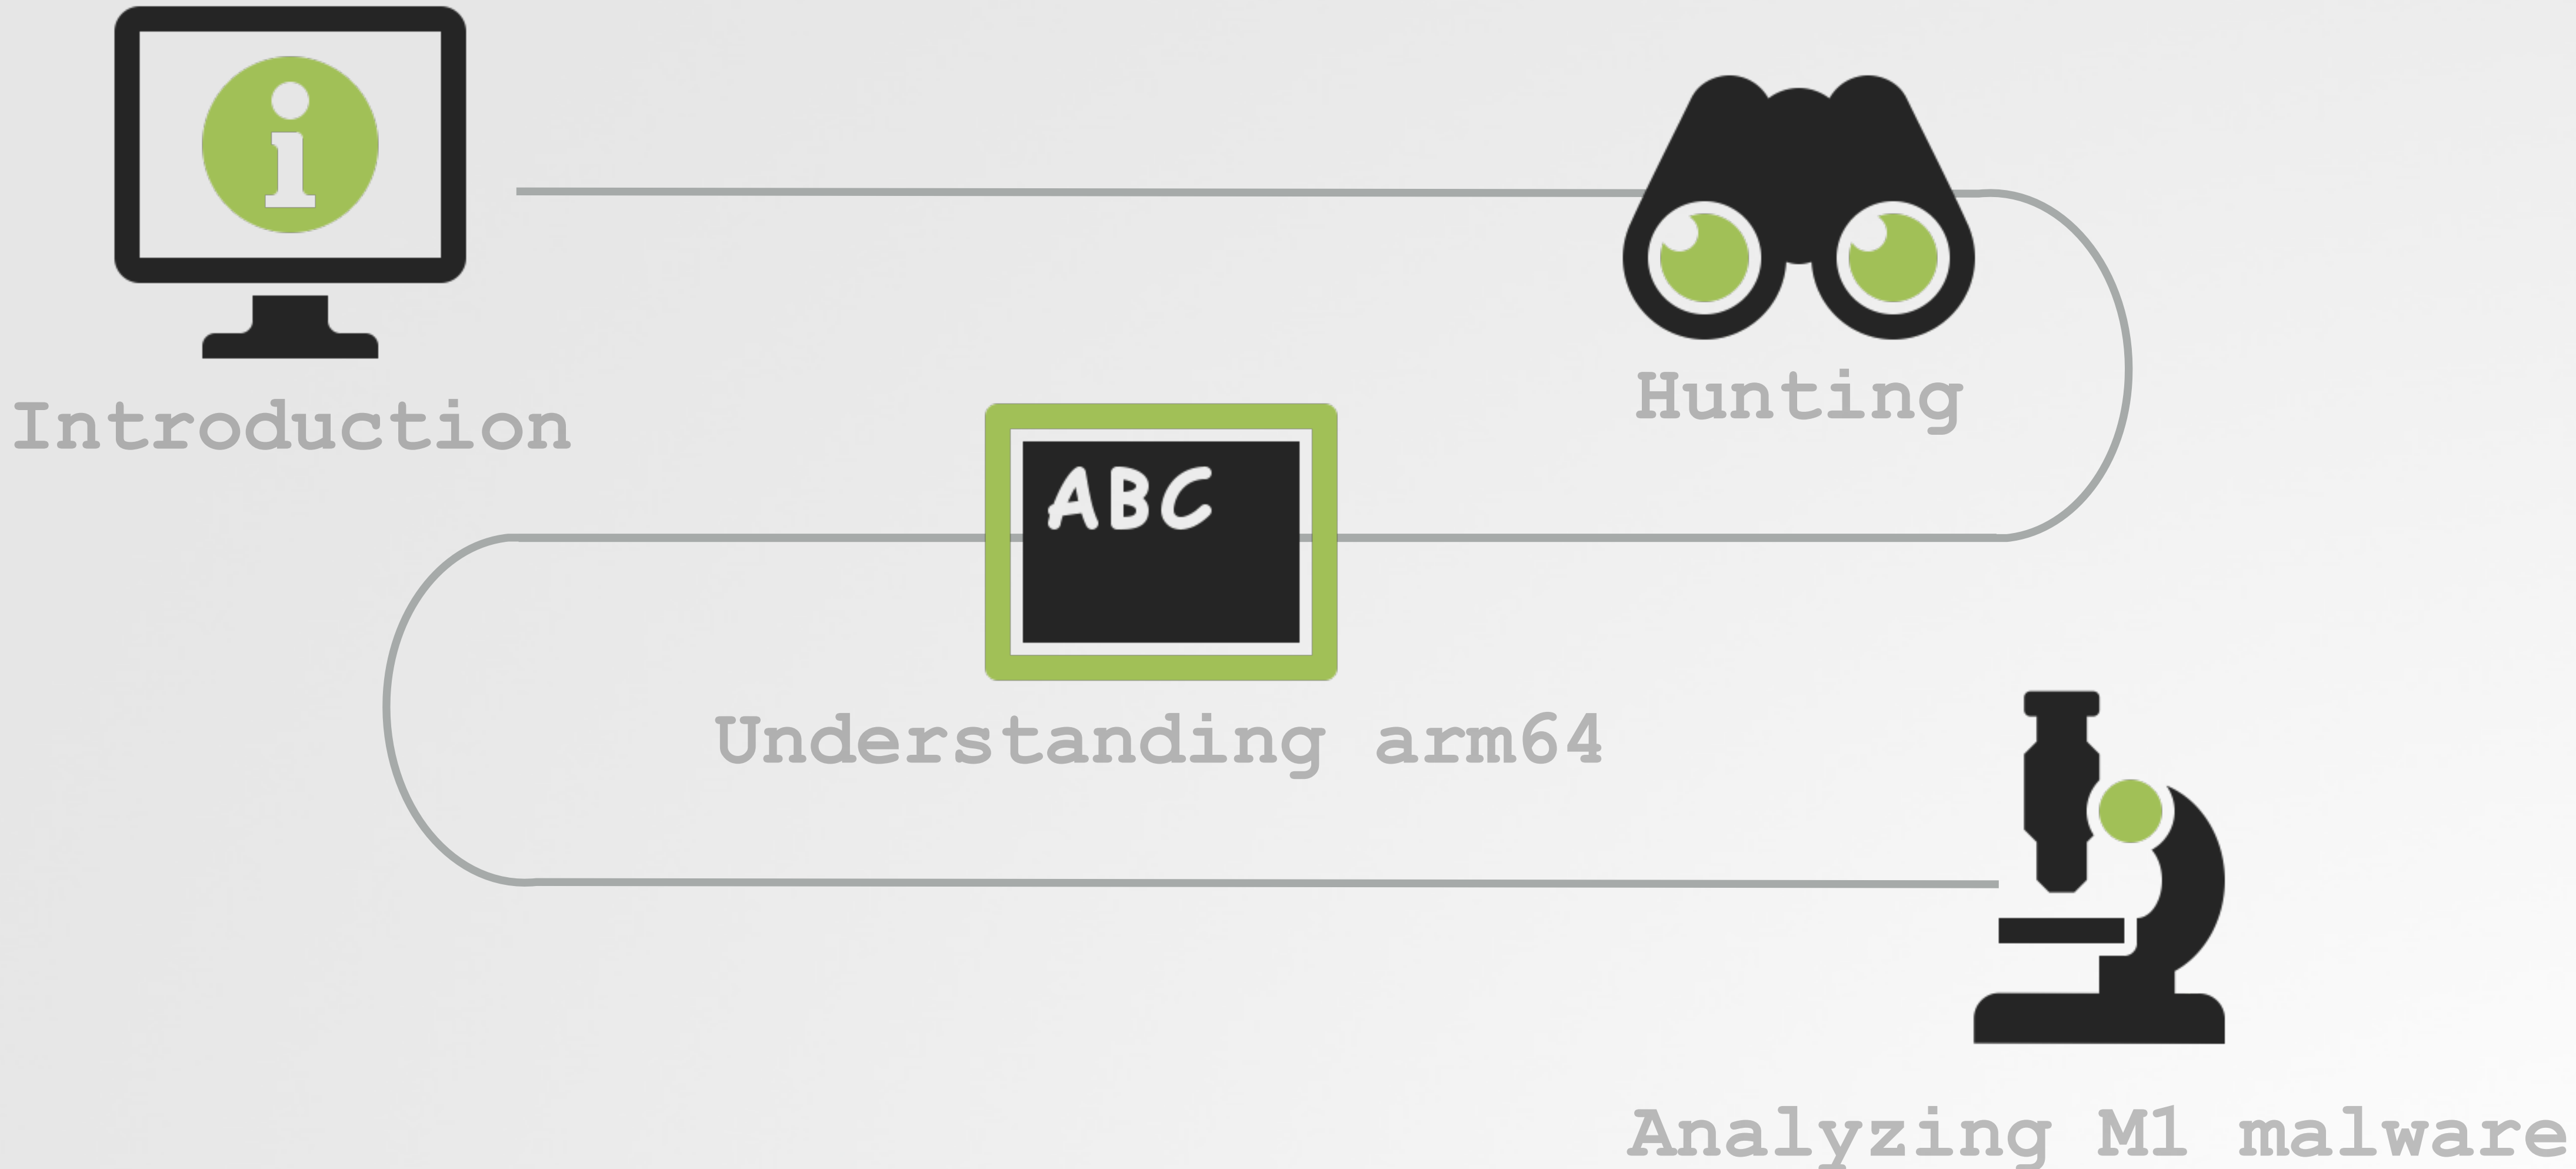 i
Introduction
Hunting
ABC
Understanding arm64
Analyzing M1 malware